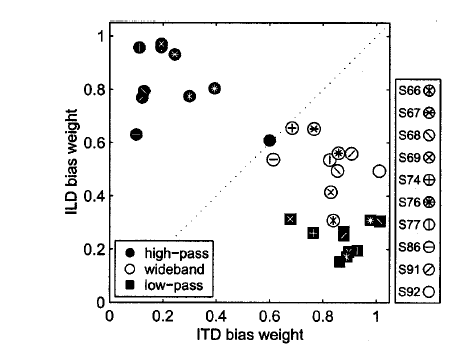 1
0.8
0.6
0.4
0.2
0
0 0.2 0.4 0.6 0.8 1
ILD bias weight
ITD bias weight
high-pass
wideband
low-pass
S66
S67
S68
S69
S74
S76
S77
S86
S91
S92